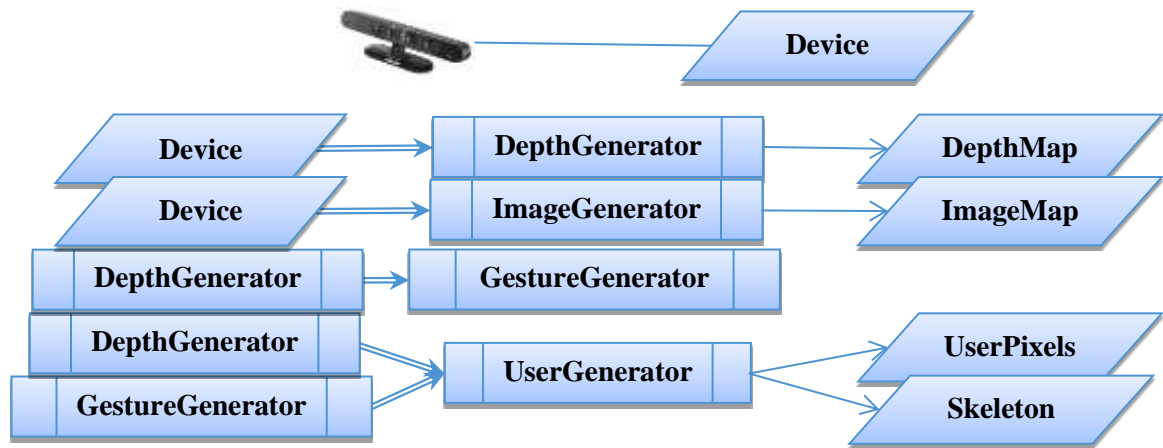 Device
Device
DepthGenerator
DepthMap
Device
ImageGenerator
ImageMap
DepthGenerator
GestureGenerator
DepthGenerator
UserGenerator
UserPixels
GestureGenerator
Skeleton